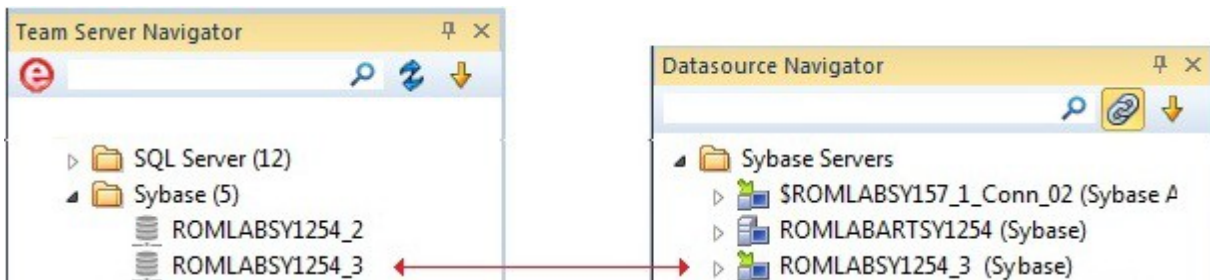 Team Server Navigator
SQL Server (12)
Sybase (5)
ROMLABSY1254_2
ROMLABSY1254_3
Datasource Navigator
Sybase Servers
$ROMLABSY157_1_Conn_02 (Sybase A
ROMLABARTSY1254 (Sybase)
ROMLABSY1254_3 (Sybase)